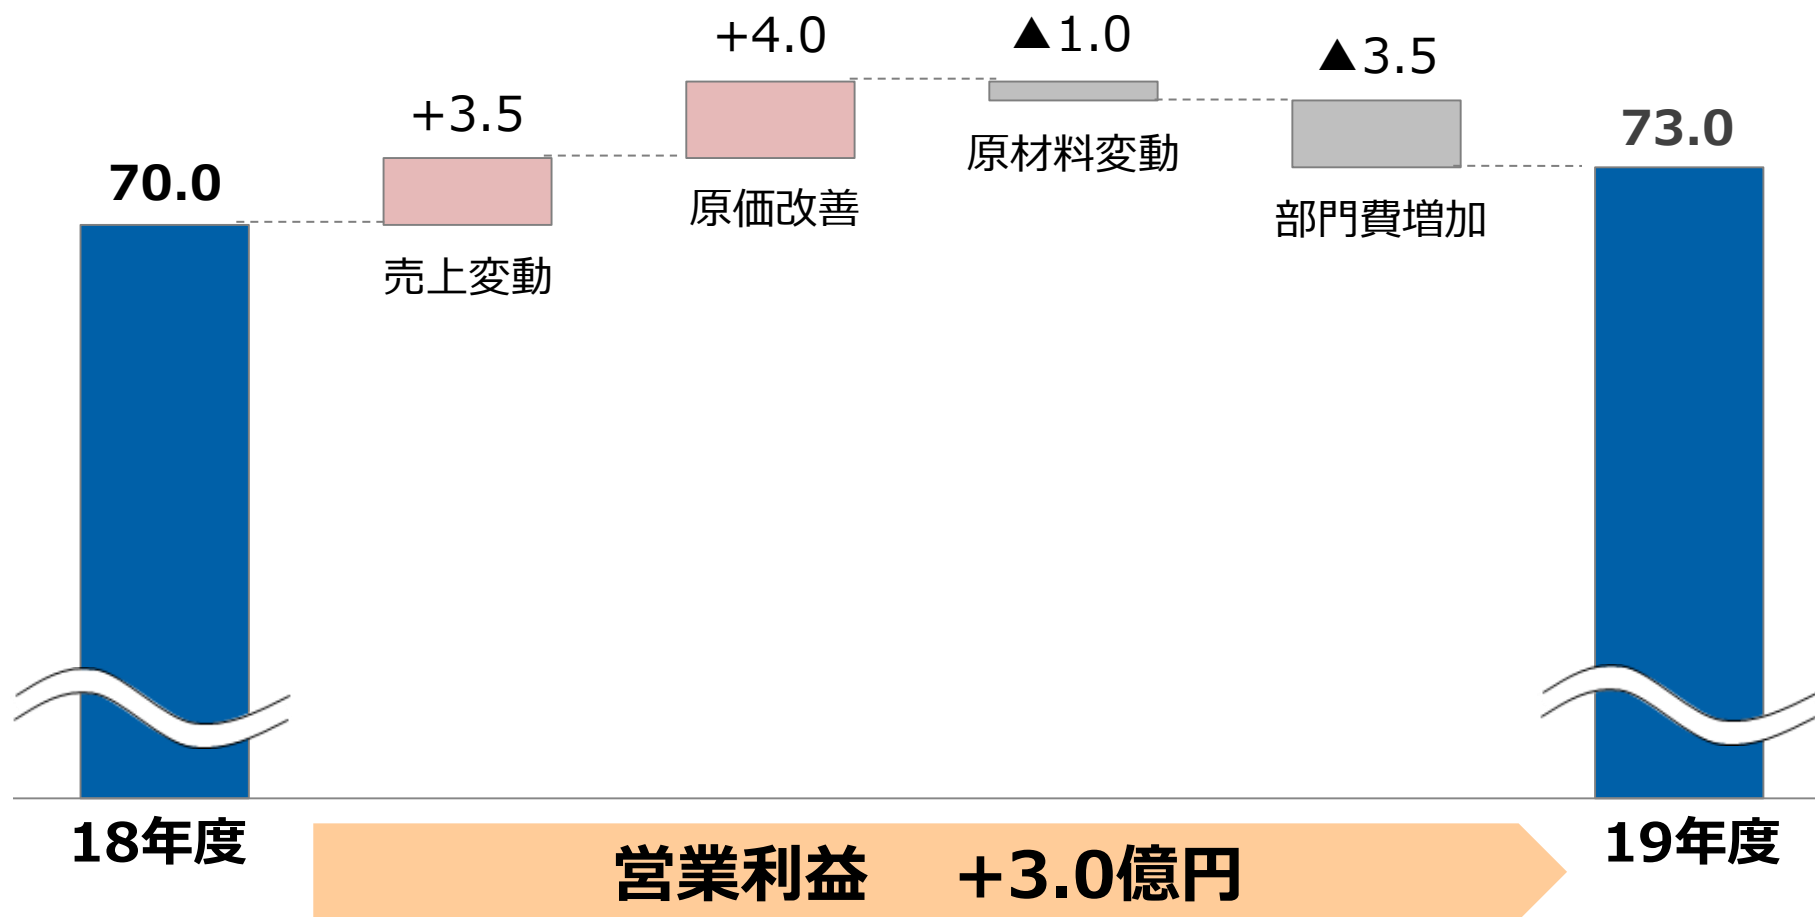 70.0
+3.5
売上変動
+4.0
原価改善
▲1.0
原材料変動
▲3.5
部門費増加
73.0
18年度
営業利益 +3.0億円
19年度